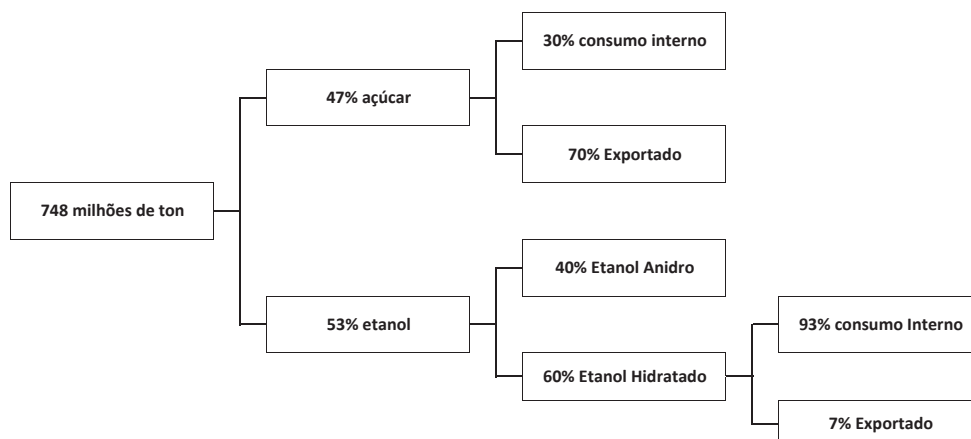 30% consumo interno
47% açúcar
70% Exportado
748 milhões de ton
40% Etanol Anidro
53% etanol
93% consumo Interno
60% Etanol Hidratado
7% Exportado